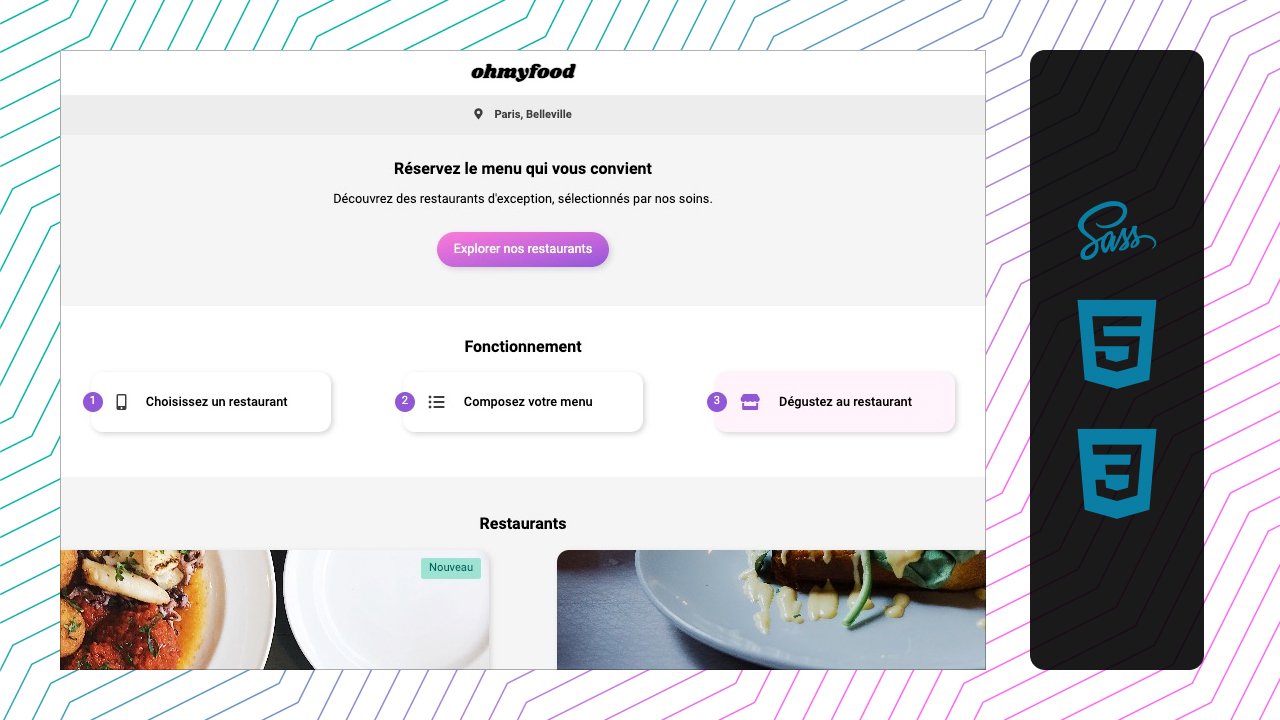 ohmyfood
Paris, Belleville
Réservez le menu qui vous convient
Découvrez des restaurants d'exception, sélectionnés par nos soins.
Explorer nos restaurants
Fonctionnement
1 Choisissez un restaurant
2 Composez votre menu
3 Dégustez au restaurant
Restaurants
Nouveau
Sass
5
3